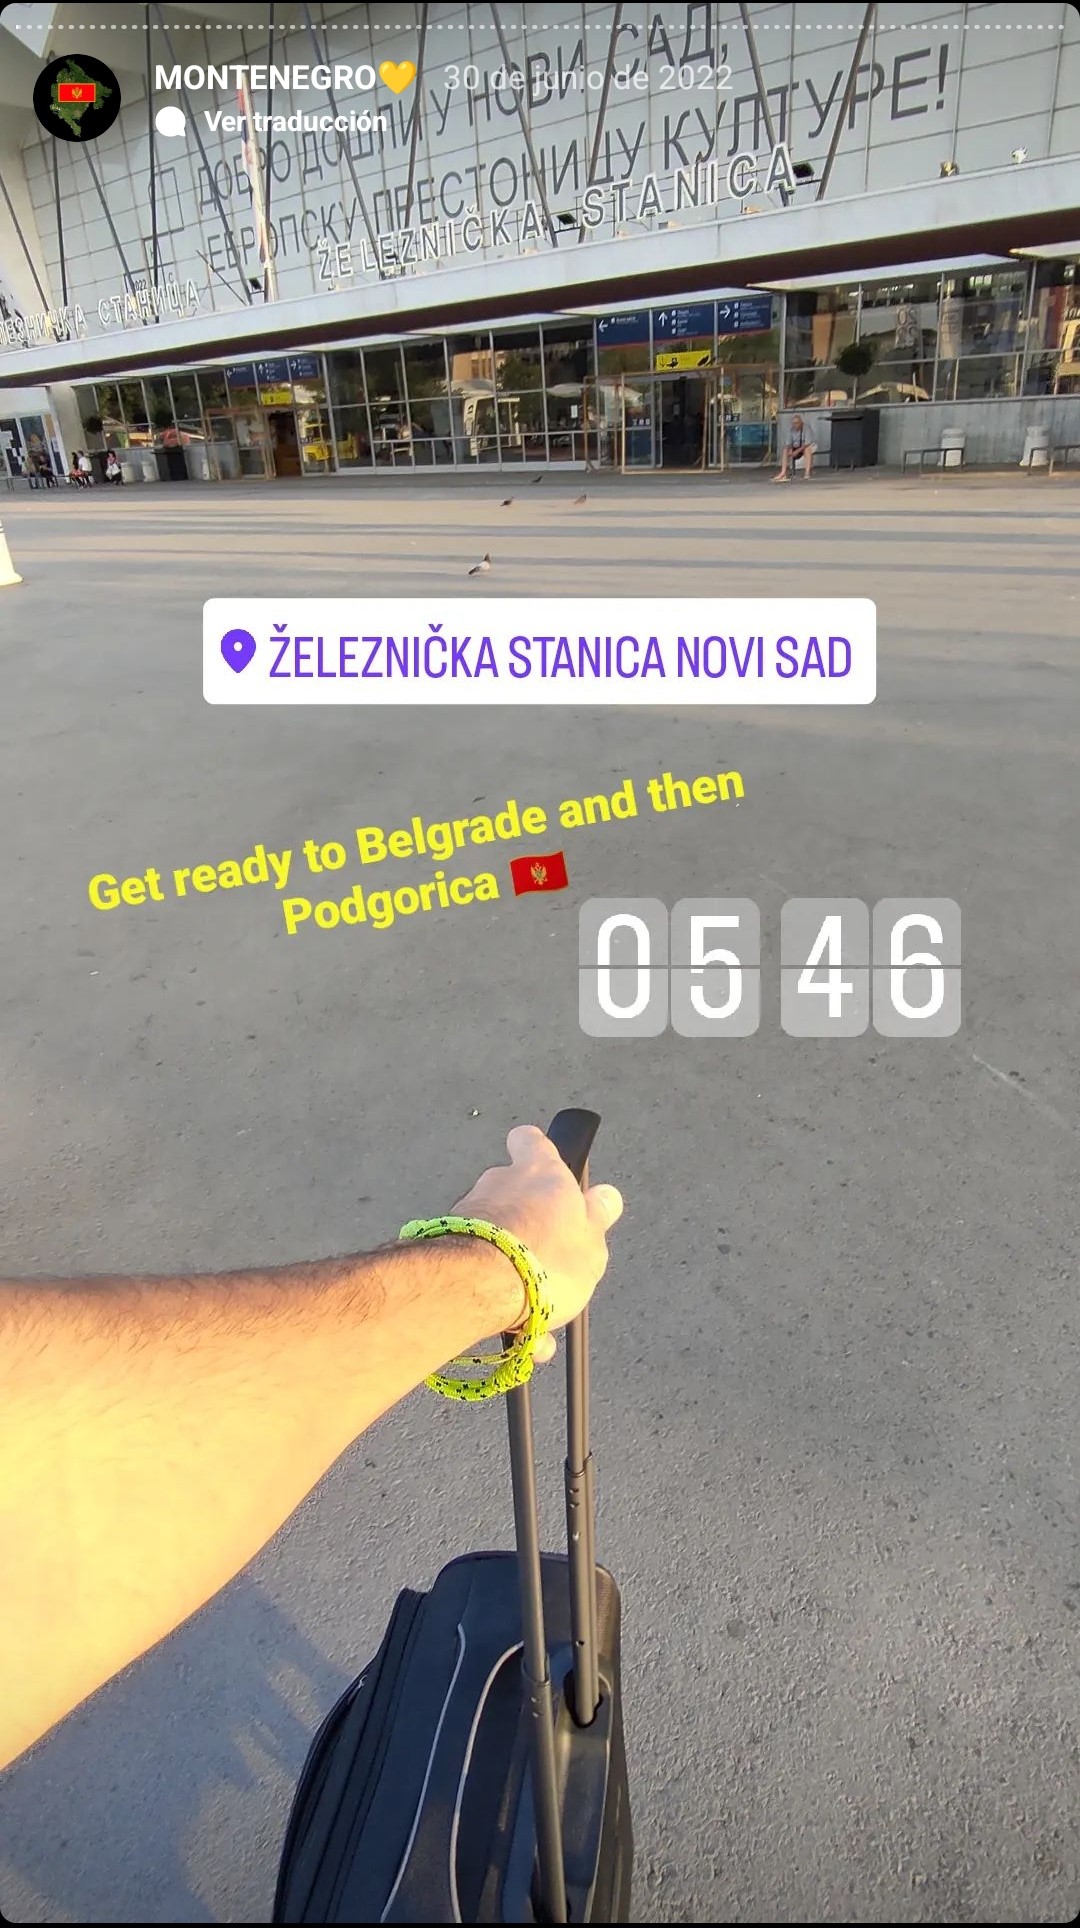 MONTENEGRO💛 30 de junio de 2022
Ver traducción
ДОБРО ДОШЛИ У НОВИ САД,
ЕВРОПСКУ ПРЕСТОНИЦУ КУЛТУРЕ!
ŽELEZNIČKA STANICA
СТАНИЦА
ŽELEZNIČKA STANICA NOVI SAD
Get ready to Belgrade and then
Podgorica 🇲🇪
05 46